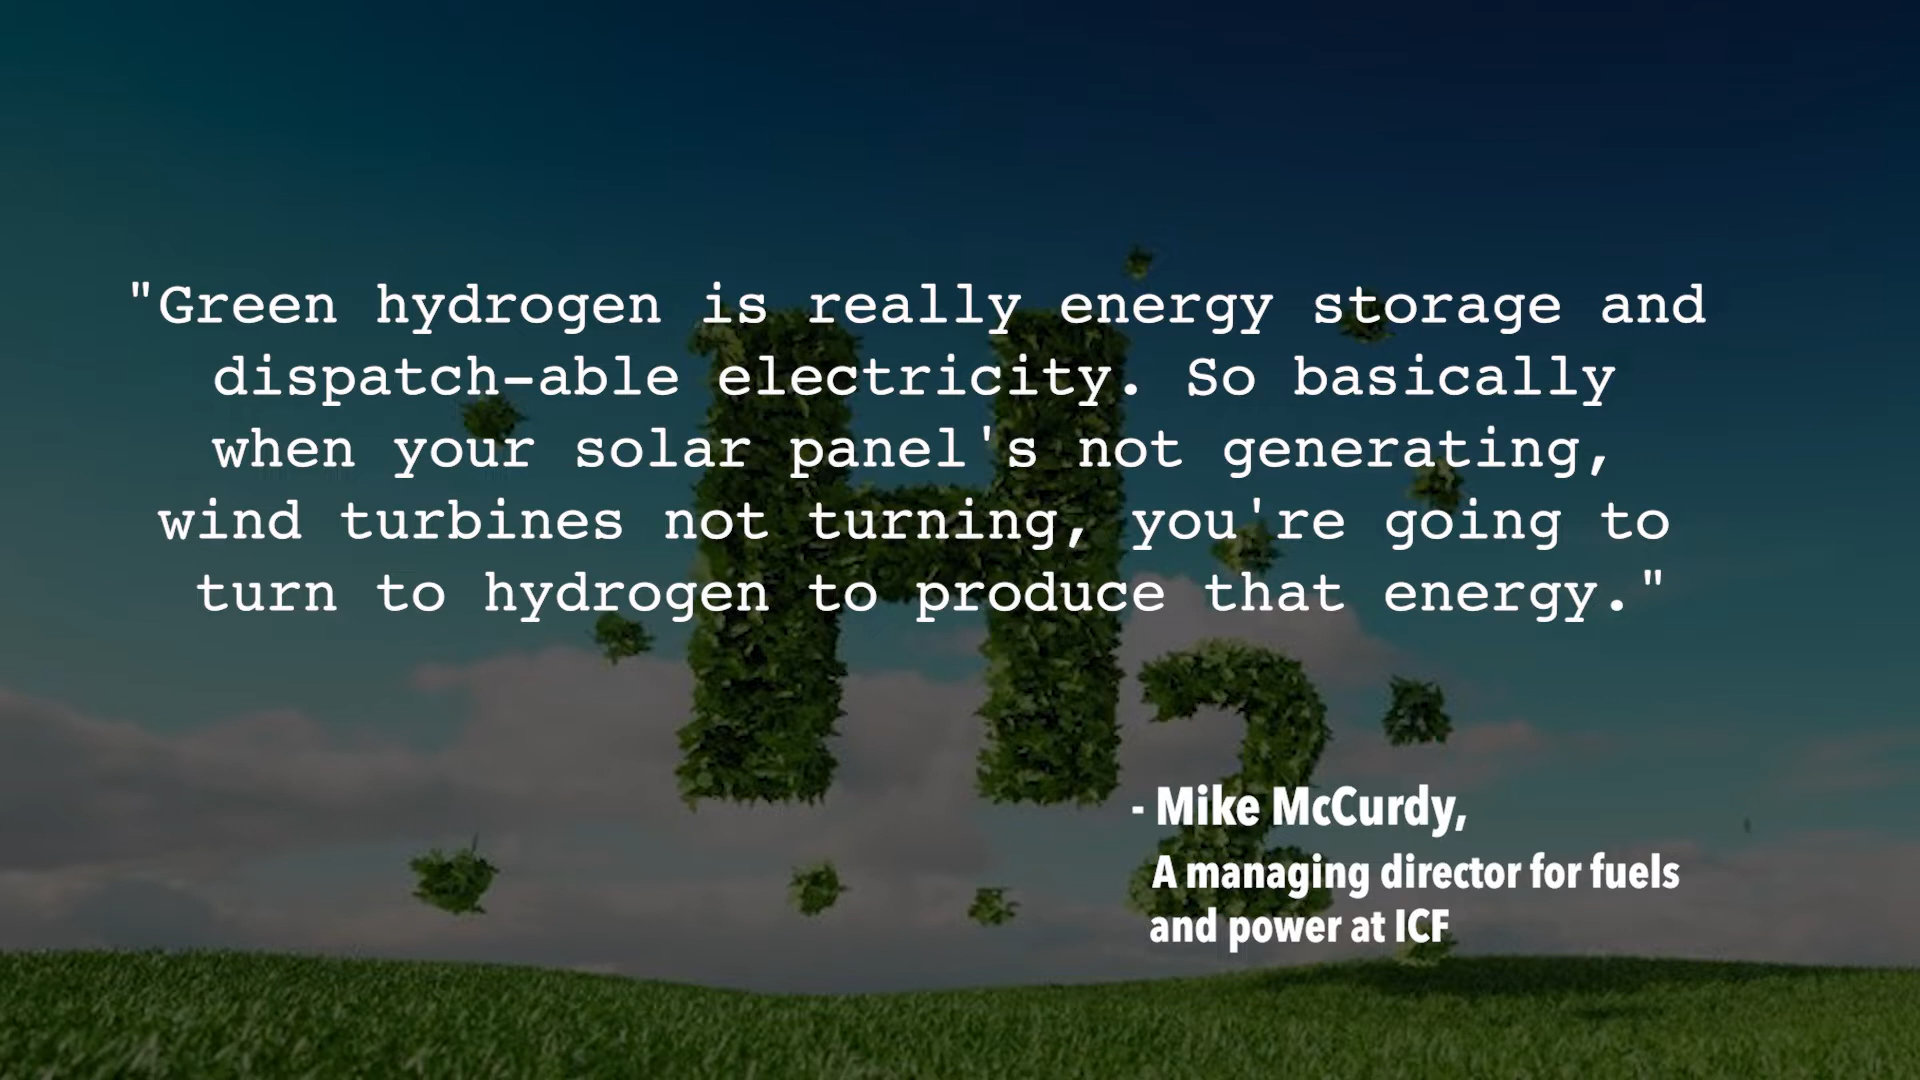 "Green hydrogen is really energy storage and
dispatch-able electricity. So basically
when your solar panel's not generating,
wind turbines not turning, you're going to
turn to hydrogen to produce that energy."
H
2
- Mike McCurdy,
A managing director for fuels
and power at ICF